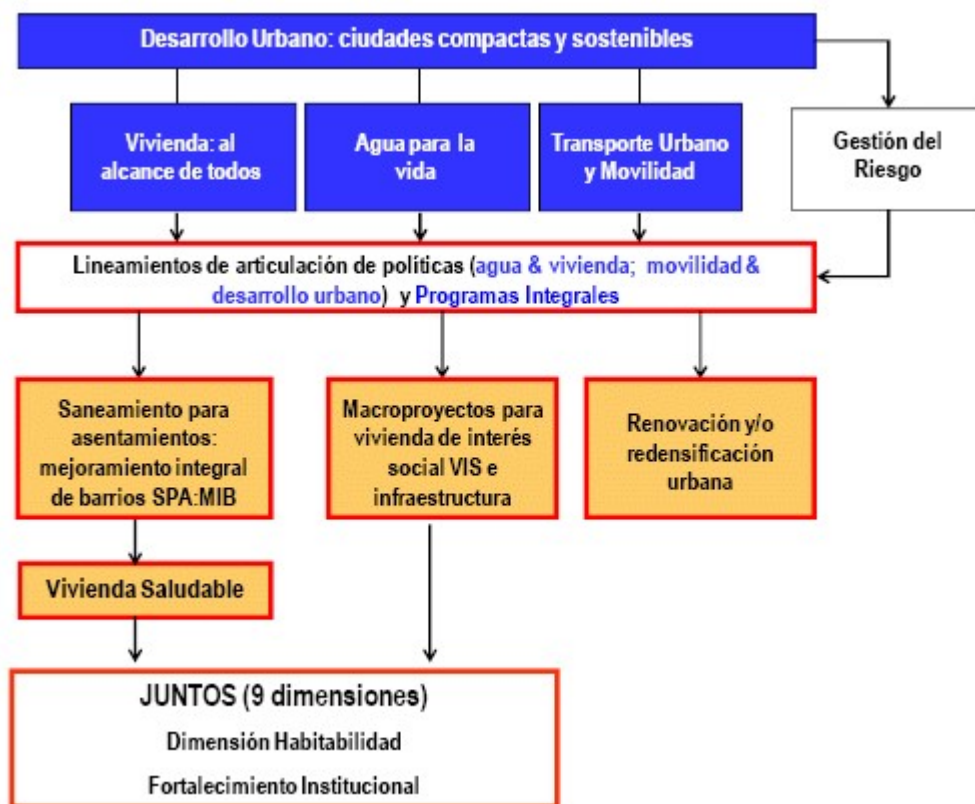 Desarrollo Urbano: ciudades compactas y sostenibles
Vivienda: al
alcance de todos
Agua para la
vida
Transporte Urbano
y Movilidad
Gestión del
Riesgo
Lineamientos de articulación de políticas (agua & vivienda; movilidad &
desarrollo urbano) y Programas Integrales
Saneamiento para
asentamientos:
mejoramiento integral
de barrios SPA:MIB
Macroproyectos para
vivienda de interés
social VIS e
infraestructura
Renovación y/o
redensificación
urbana
Vivienda Saludable
JUNTOS (9 dimensiones)
Dimensión Habitabilidad
Fortalecimiento Institucional